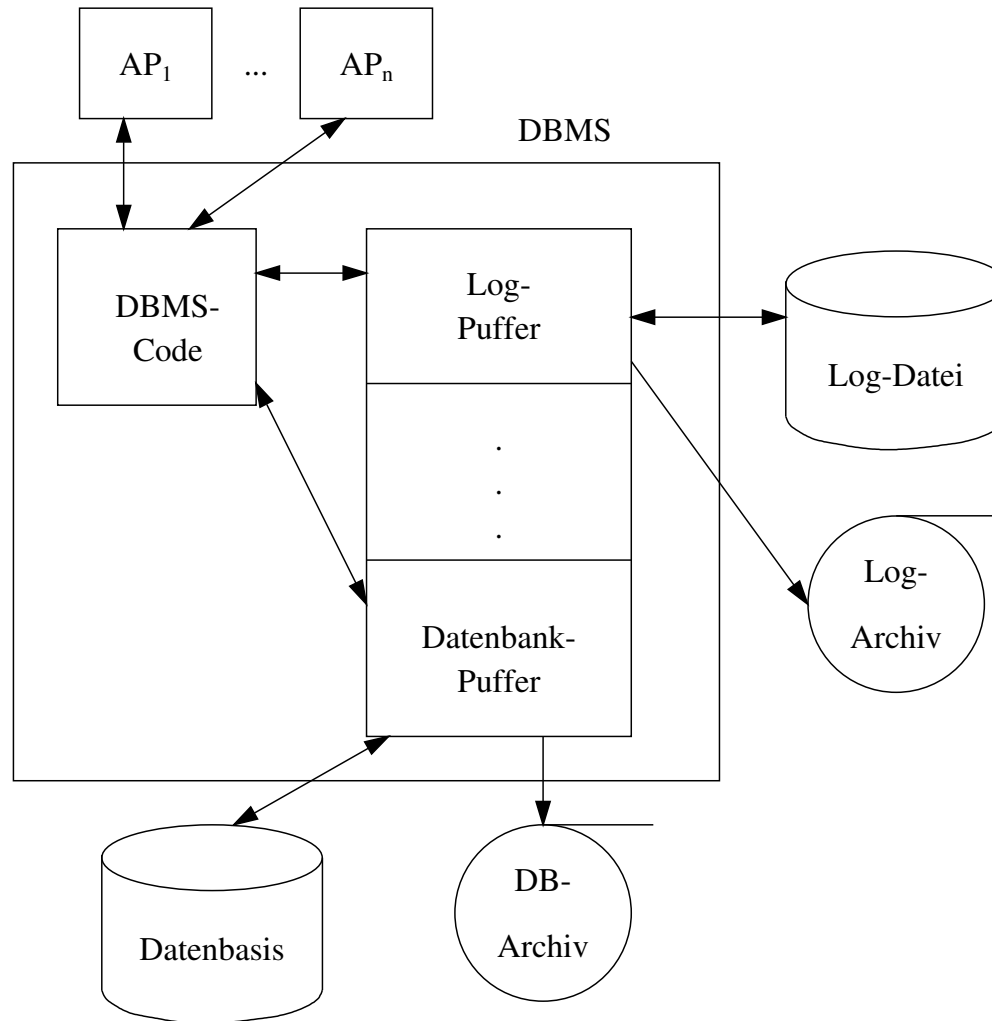 AP₁ ... APₙ
DBMS
DBMS-
Code
Log-
Puffer
Log-Datei
.
.
.
Log-
Archiv
Datenbank-
Puffer
Datenbasis
DB-
Archiv